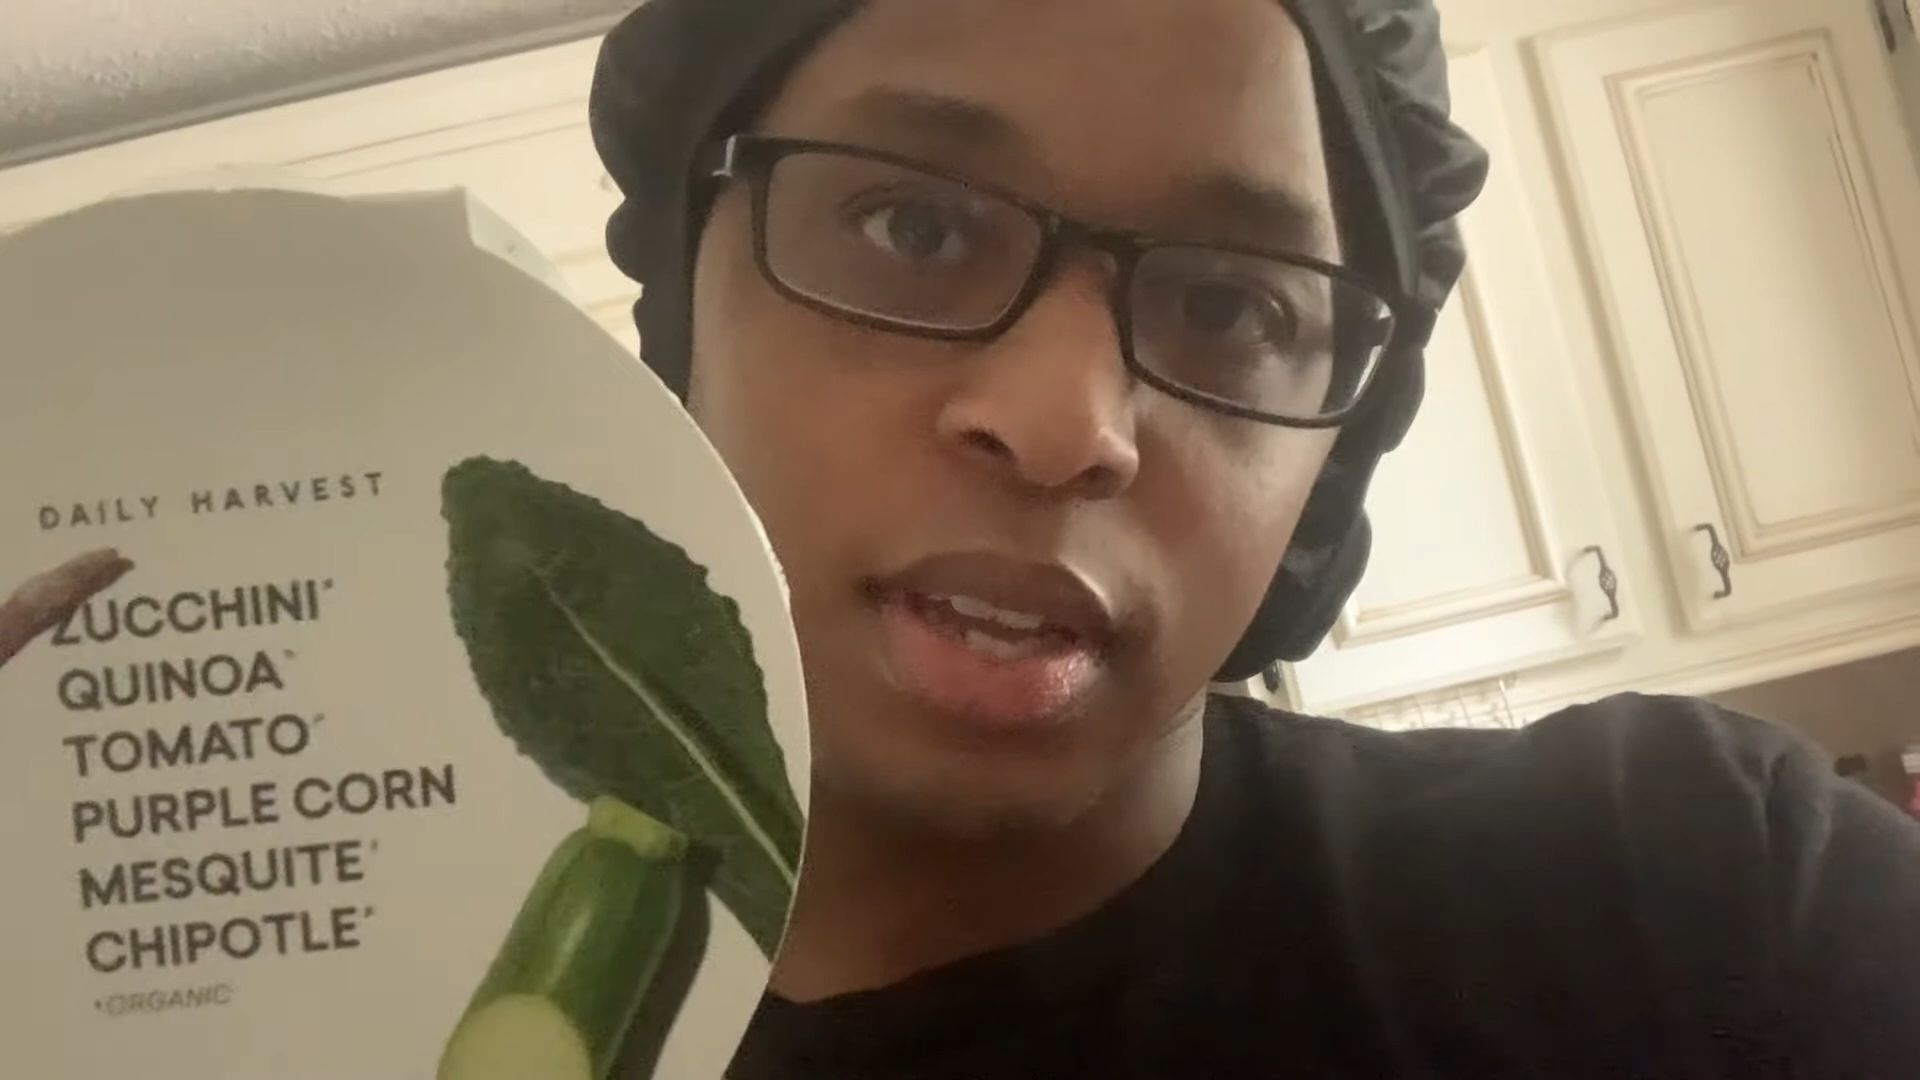 DAILY HARVEST
ZUCCHINI*
QUINOA*
TOMATO*
PURPLE CORN
MESQUITE*
CHIPOTLE*
*ORGANIC